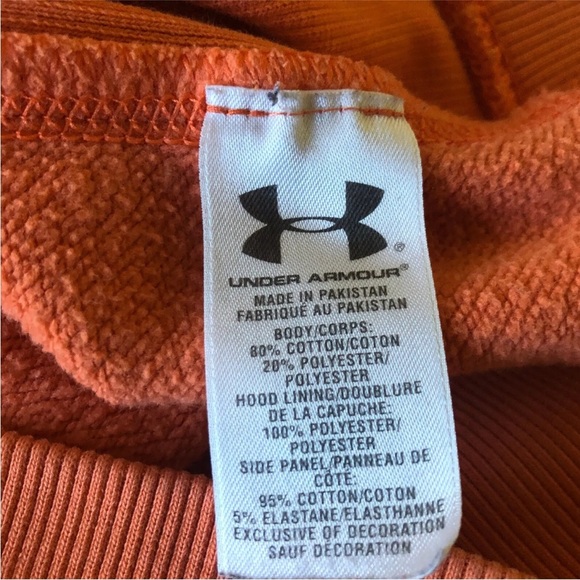 UNDER ARMOUR®
MADE IN PAKISTAN
FABRIQUÉ AU PAKISTAN
BODY/CORPS:
80% COTTON/COTON
20% POLYESTER/
POLYESTER
HOOD LINING/DOUBLURE
DE LA CAPUCHE:
100% POLYESTER/
POLYESTER
SIDE PANEL/PANNEAU DE
CÔTÉ:
95% COTTON/COTON
5% ELASTANE/ELASTHANNE
EXCLUSIVE OF DECORATION
SAUF DECORATION